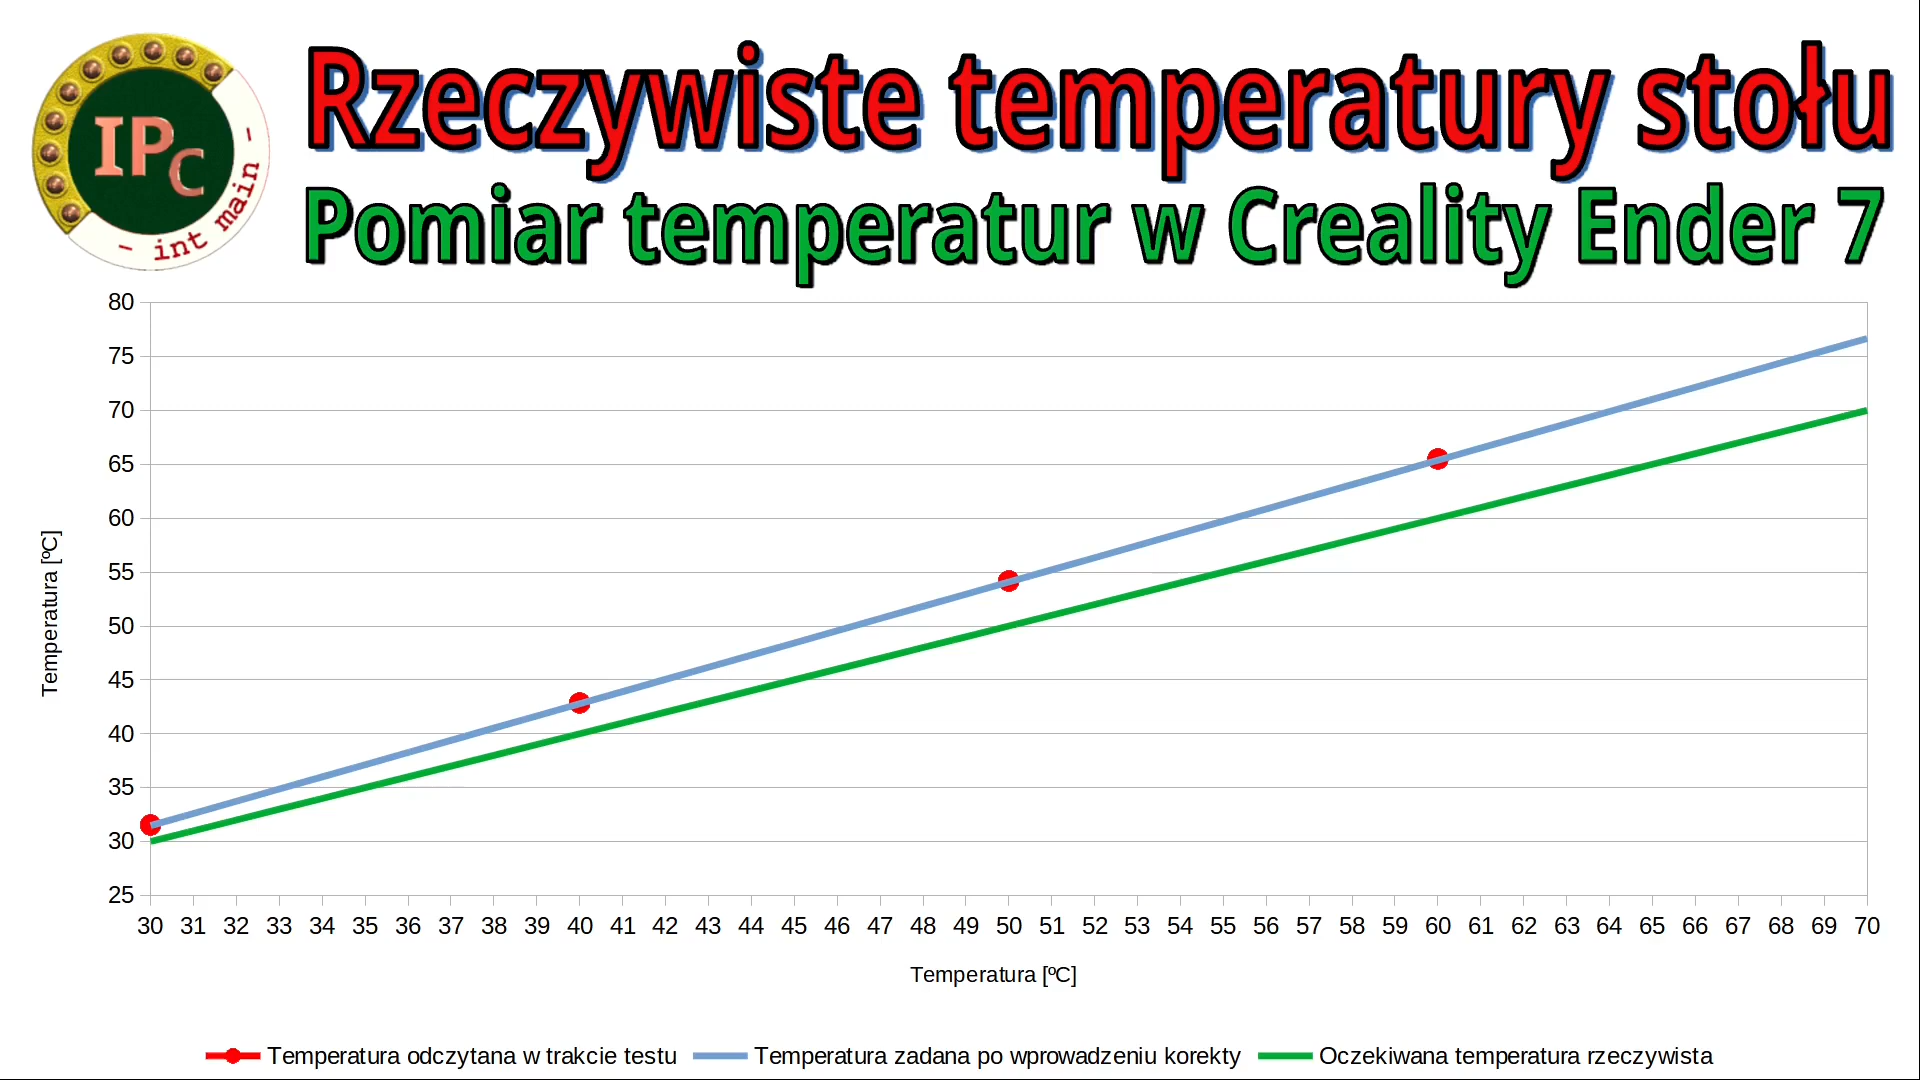 Rzeczywiste temperatury stołu
Pomiar temperatur w Creality Ender 7
IPC
- int main -
80
75
70
65
60
55
50
45
40
35
30
25
Temperatura [ºC]
30 31 32 33 34 35 36 37 38 39 40 41 42 43 44 45 46 47 48 49 50 51 52 53 54 55 56 57 58 59 60 61 62 63 64 65 66 67 68 69 70
Temperatura [ºC]
Temperatura odczytana w trakcie testu Temperatura zadana po wprowadzeniu korekty Oczekiwana temperatura rzeczywista